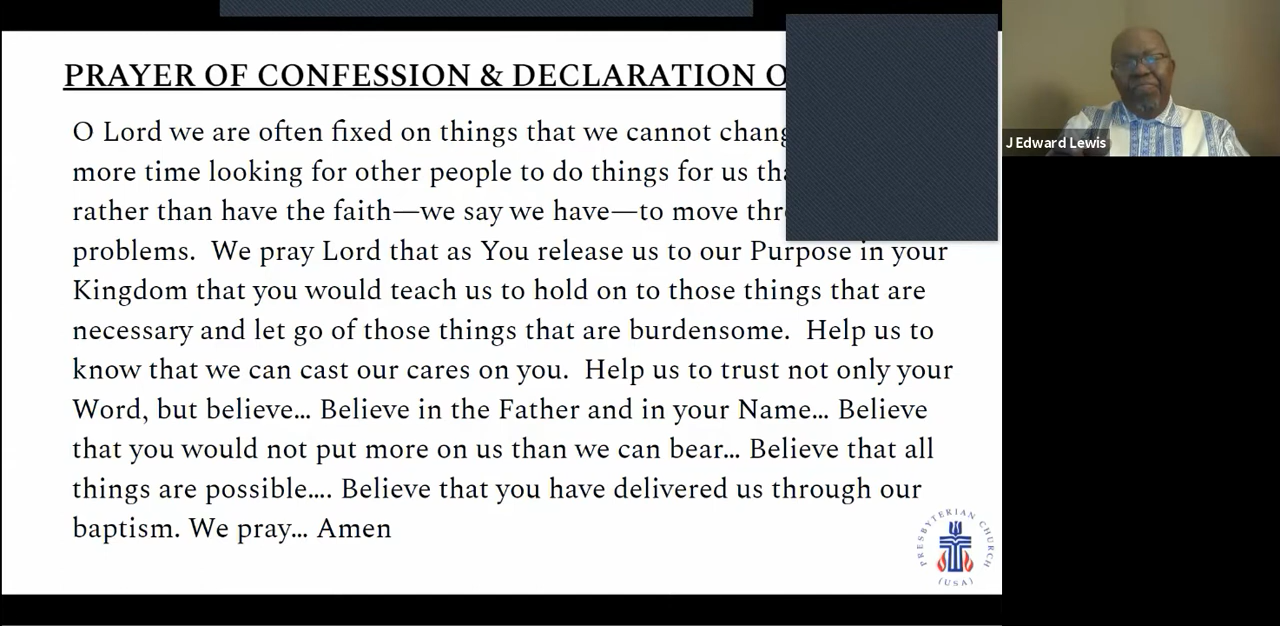 PRAYER OF CONFESSION & DECLARATION
O Lord we are often fixed on things that we cannot
more time looking for other people to do things for us
rather than have the faith—we say we have—to move
problems.  We pray Lord that as You release us to our Purpose in your
Kingdom that you would teach us to hold on to those things that are
necessary and let go of those things that are burdensome.  Help us to
know that we can cast our cares on you.  Help us to trust not only your
Word, but believe... Believe in the Father and in your Name... Believe
that you would not put more on us than we can bear... Believe that all
things are possible.... Believe that you have delivered us through our
baptism. We pray... Amen
PRESBYTERIAN CHURCH
(USA)
J Edward Lewis